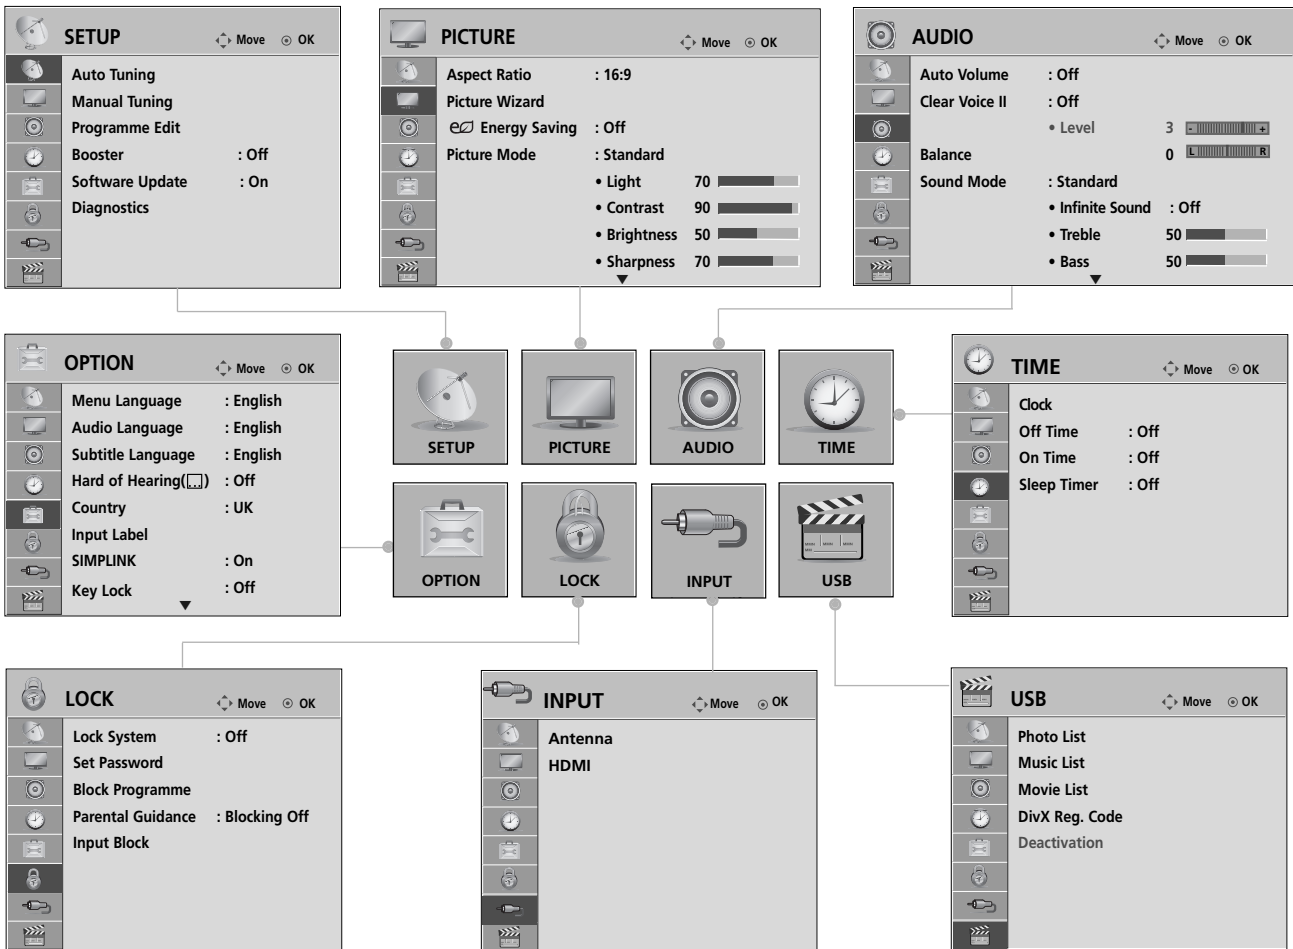 SETUP
Move OK
Auto Tuning
Manual Tuning
Programme Edit
Booster : Off
Software Update : On
Diagnostics
PICTURE
Move OK
Aspect Ratio : 16:9
Picture Wizard
e Energy Saving : Off
Picture Mode : Standard
• Light 70
• Contrast 90
• Brightness 50
• Sharpness 70
AUDIO
Move OK
Auto Volume : Off
Clear Voice II : Off
• Level 3 - +
Balance 0 L R
Sound Mode : Standard
• Infinite Sound : Off
• Treble 50
• Bass 50
OPTION
Move OK
Menu Language : English
Audio Language : English
Subtitle Language : English
Hard of Hearing( ) : Off
Country : UK
Input Label
SIMPLINK : On
Key Lock : Off
SETUP
PICTURE
AUDIO
TIME
OPTION
LOCK
INPUT
USB
TIME
Move OK
Clock
Off Time : Off
On Time : Off
Sleep Timer : Off
LOCK
Move OK
Lock System : Off
Set Password
Block Programme
Parental Guidance : Blocking Off
Input Block
INPUT
Move OK
Antenna
HDMI
USB
Move OK
Photo List
Music List
Movie List
DivX Reg. Code
Deactivation